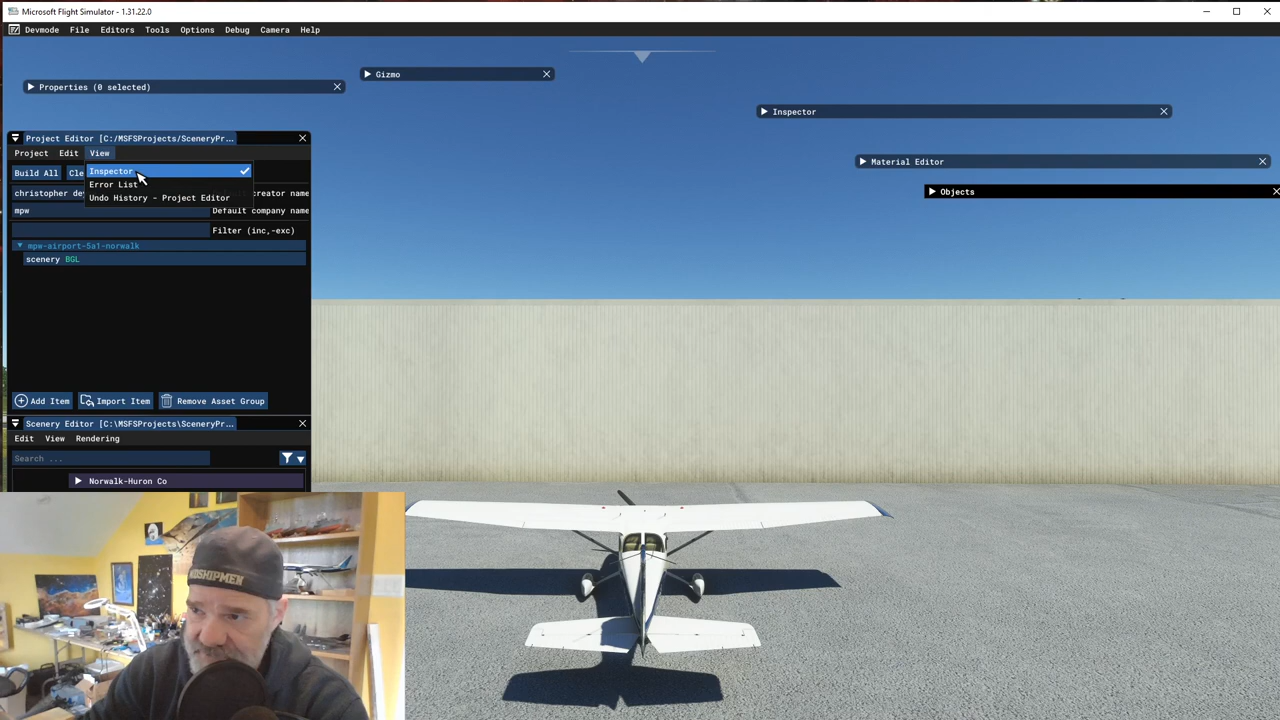 Microsoft Flight Simulator - 1.31.22.0
Devmode File Editors Tools Options Debug Camera Help
Gizmo
Properties (0 selected)
Inspector
Project Editor [C:/MSFSProjects/SceneryPr...
Project Edit View
Material Editor
Inspector
Build All Cle
Error List
Objects
christopher de creator name
Undo History - Project Editor
mpw Default company name
Filter (inc,-exc)
mpw-airport-5a1-norwalk
scenery BGL
Add Item Import Item Remove Asset Group
Scenery Editor [C:\MSFSProjects\SceneryPr...
Edit View Rendering
Search ...
Norwalk-Huron Co